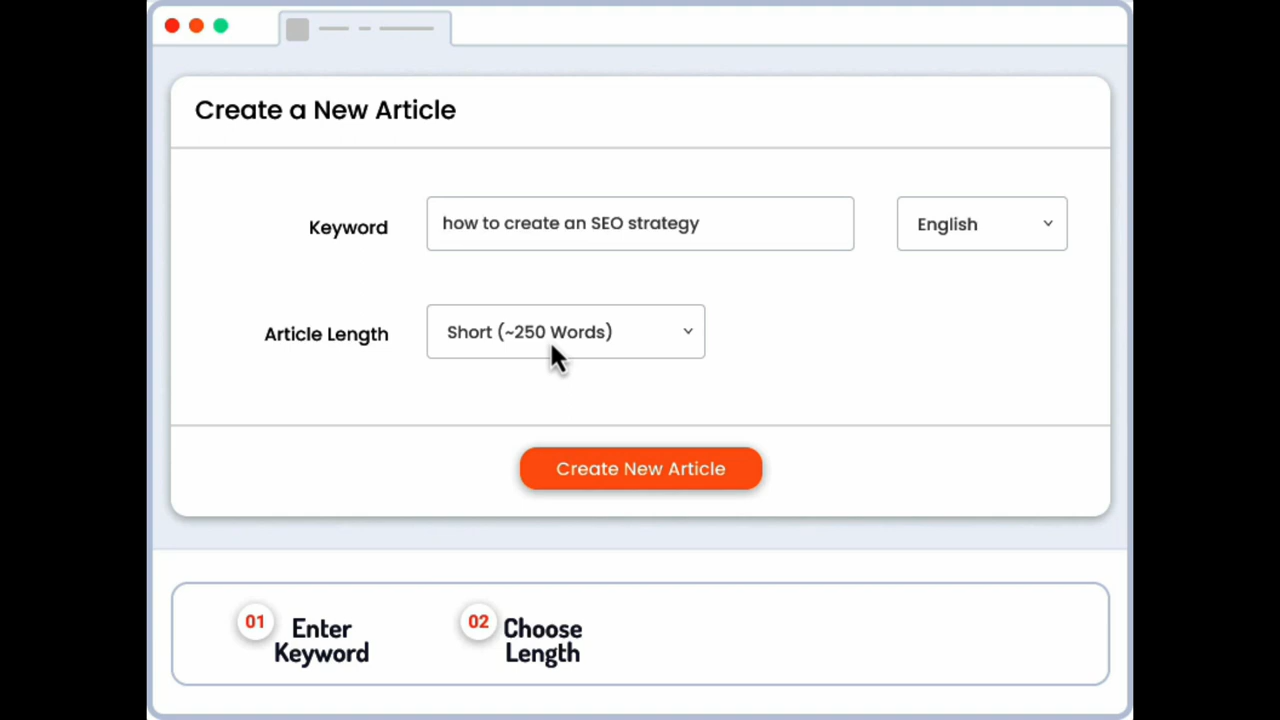 Create a New Article
Keyword
how to create an SEO strategy
English
Article Length
Short (~250 Words)
Create New Article
01
Enter
Keyword
02
Choose
Length